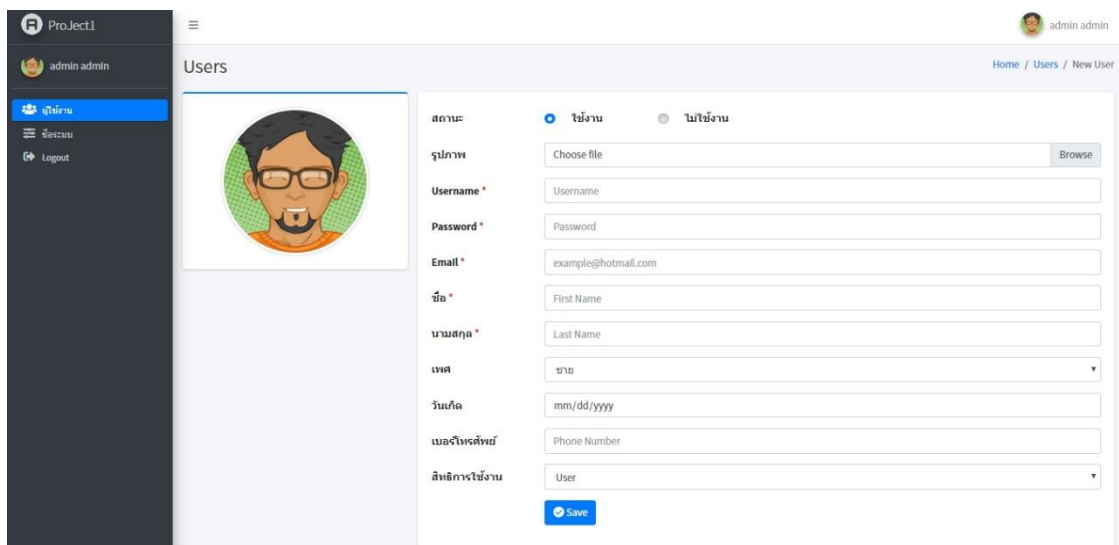 ProJect1
admin admin
admin admin
ผู้ใช้งาน
ชื่อระบบ
Logout
Users
Home / Users / New User
สถานะ ใช้งาน ไม่ใช้งาน
รูปภาพ Choose file Browse
Username * Username
Password * Password
Email * example@hotmail.com
ชื่อ * First Name
นามสกุล * Last Name
เพศ ชาย
วันเกิด mm/dd/yyyy
เบอร์โทรศัพย์ Phone Number
สิทธิการใช้งาน User
Save